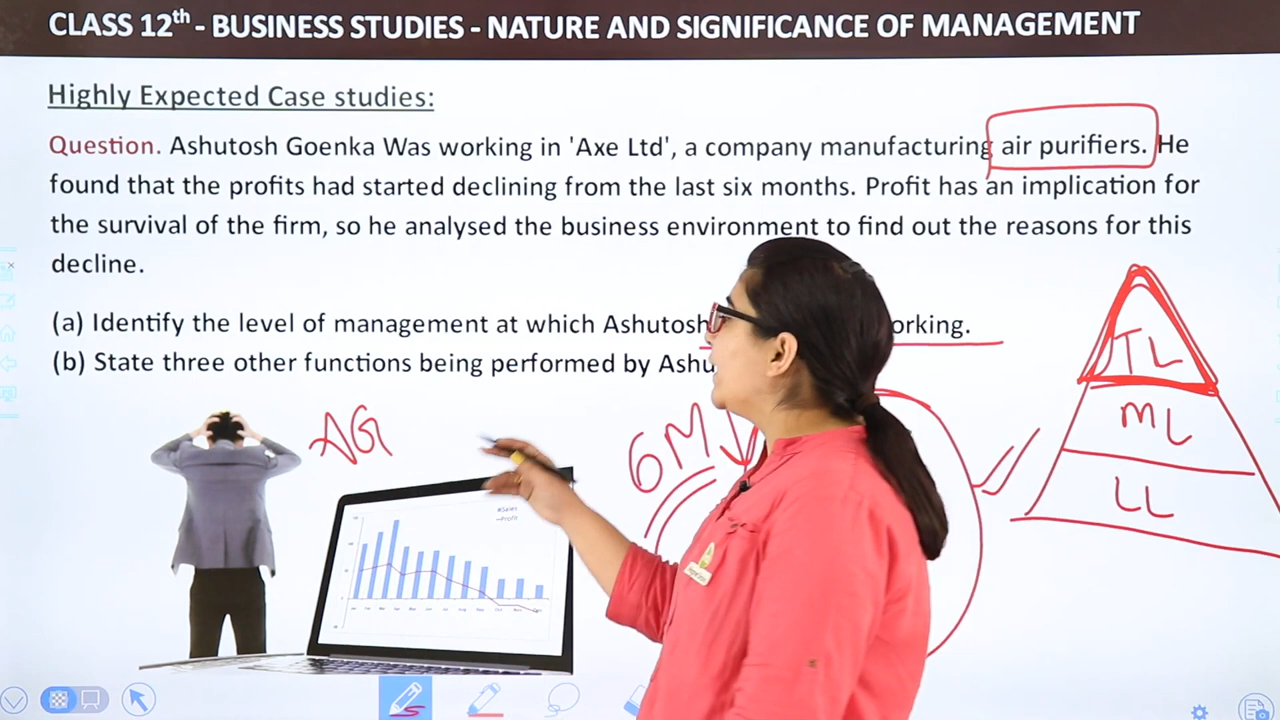 CLASS 12th - BUSINESS STUDIES - NATURE AND SIGNIFICANCE OF MANAGEMENT
Highly Expected Case studies:
Question. Ashutosh Goenka Was working in 'Axe Ltd', a company manufacturing air purifiers. He
found that the profits had started declining from the last six months. Profit has an implication for
the survival of the firm, so he analysed the business environment to find out the reasons for this
decline.
(a) Identify the level of management at which Ashutosh orking.
(b) State three other functions being performed by Ashu
AG
6M
TL
ML
LL
Sales
Profit